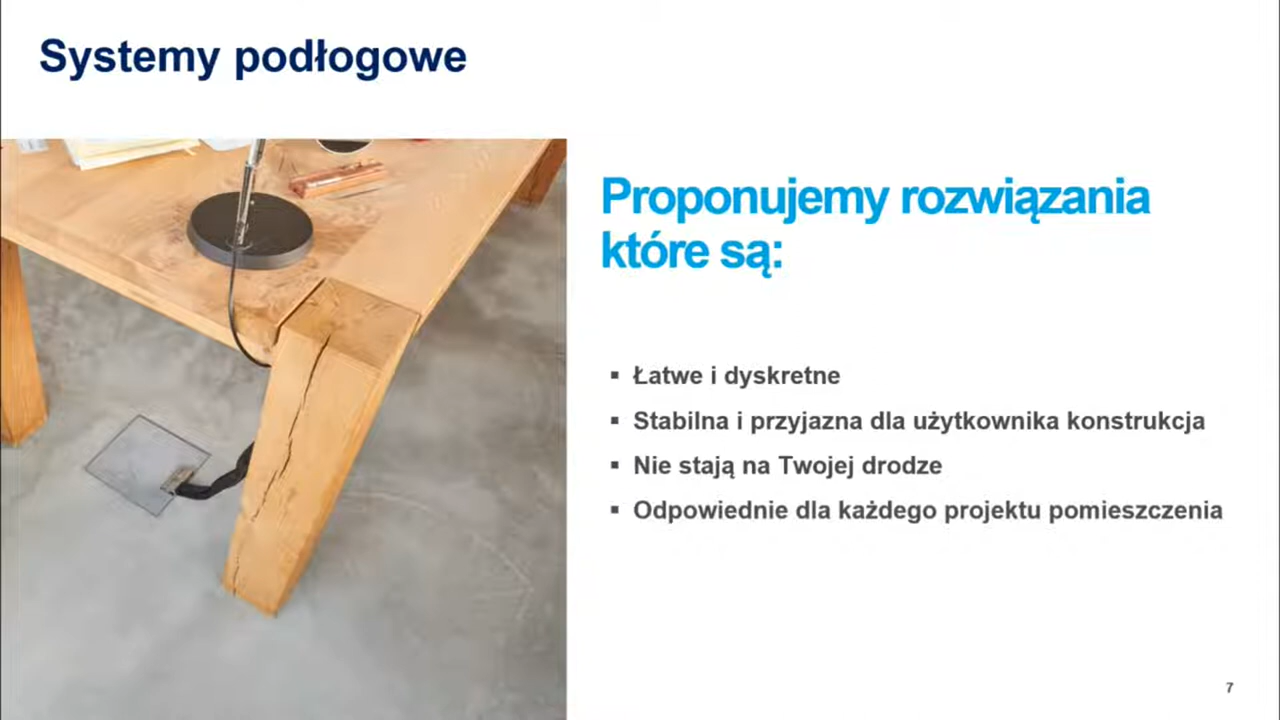 Systemy podłogowe
Proponujemy rozwiązania
które są:
▪ Łatwe i dyskretne
▪ Stabilna i przyjazna dla użytkownika konstrukcja
▪ Nie stają na Twojej drodze
▪ Odpowiednie dla każdego projektu pomieszczenia
7